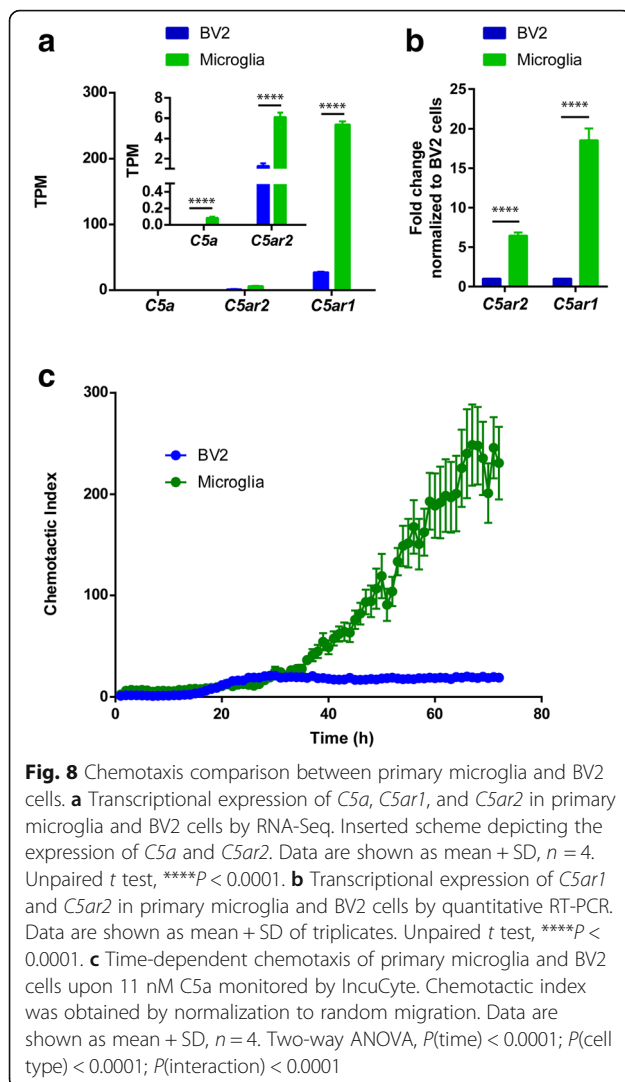 a
BV2
Microglia
300
200
100
0
TPM
8
6
4
2
0.4
0.2
0.0
TPM
****
****
C5a
C5ar2
****
C5a
C5ar2
C5ar1
b
BV2
Microglia
25
20
15
10
5
0
Fold change
normalized to BV2 cells
****
****
C5ar2
C5ar1
c
300
200
100
0
Chemotactic Index
BV2
Microglia
0
20
40
60
80
Time (h)
Fig. 8 Chemotaxis comparison between primary microglia and BV2
cells. a Transcriptional expression of C5a, C5ar1, and C5ar2 in primary
microglia and BV2 cells by RNA-Seq. Inserted scheme depicting the
expression of C5a and C5ar2. Data are shown as mean + SD, n = 4.
Unpaired t test, ****P < 0.0001. b Transcriptional expression of C5ar1
and C5ar2 in primary microglia and BV2 cells by quantitative RT-PCR.
Data are shown as mean + SD of triplicates. Unpaired t test, ****P <
0.0001. c Time-dependent chemotaxis of primary microglia and BV2
cells upon 11 nM C5a monitored by IncuCyte. Chemotactic index
was obtained by normalization to random migration. Data are
shown as mean + SD, n = 4. Two-way ANOVA, P(time) < 0.0001; P(cell
type) < 0.0001; P(interaction) < 0.0001